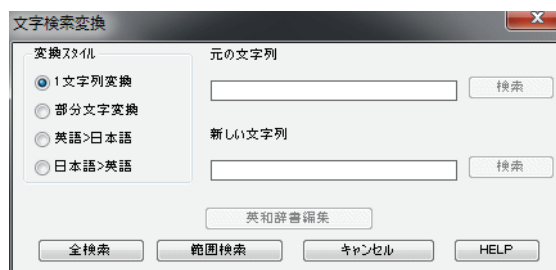 文字検索変換
変換スタイル
1文字列変換
部分文字変換
英語>日本語
日本語>英語
元の文字列
検索
新しい文字列
検索
英和辞書編集
全検索
範囲検索
キャンセル
HELP